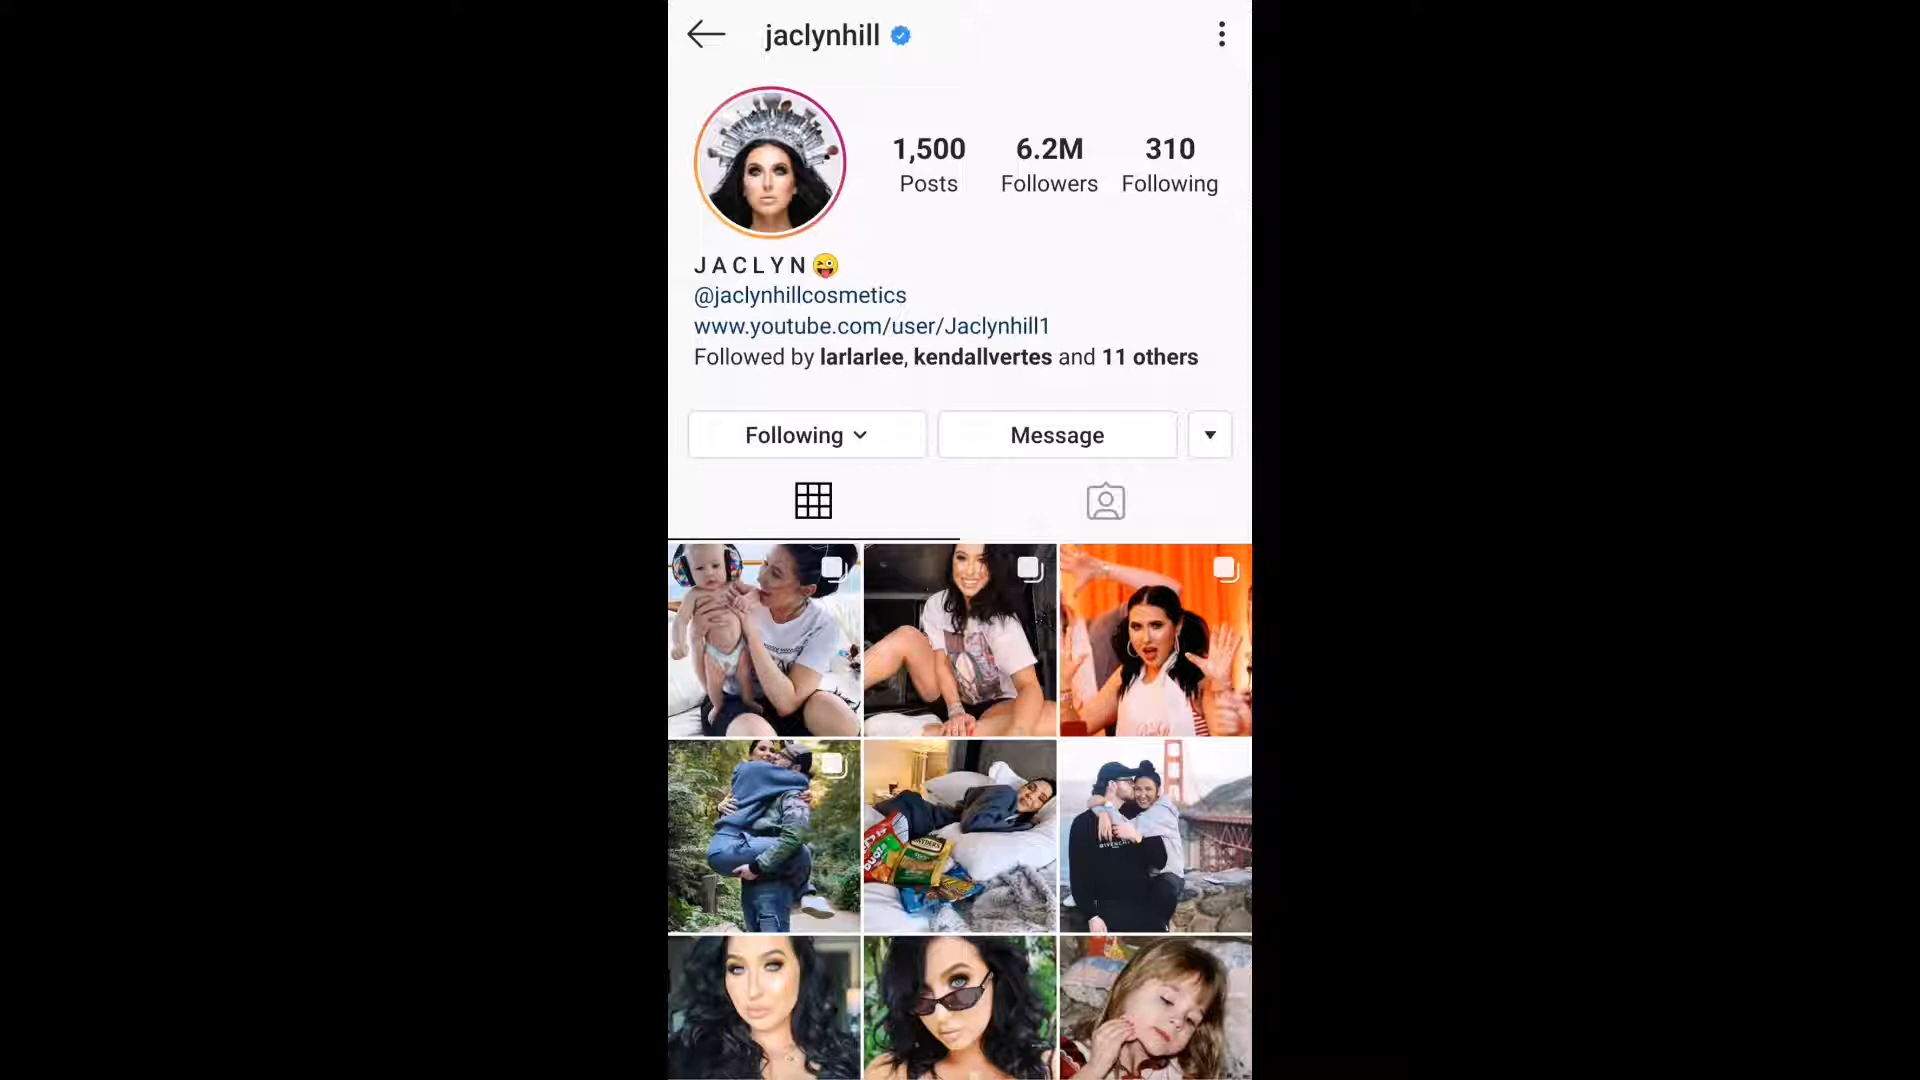 jaclynhill
1,500 6.2M 310
Posts Followers Following
J A C L Y N😜
@jaclynhillcosmetics
www.youtube.com/user/Jaclynhill1
Followed by larlarlee, kendallvertes and 11 others
Following Message